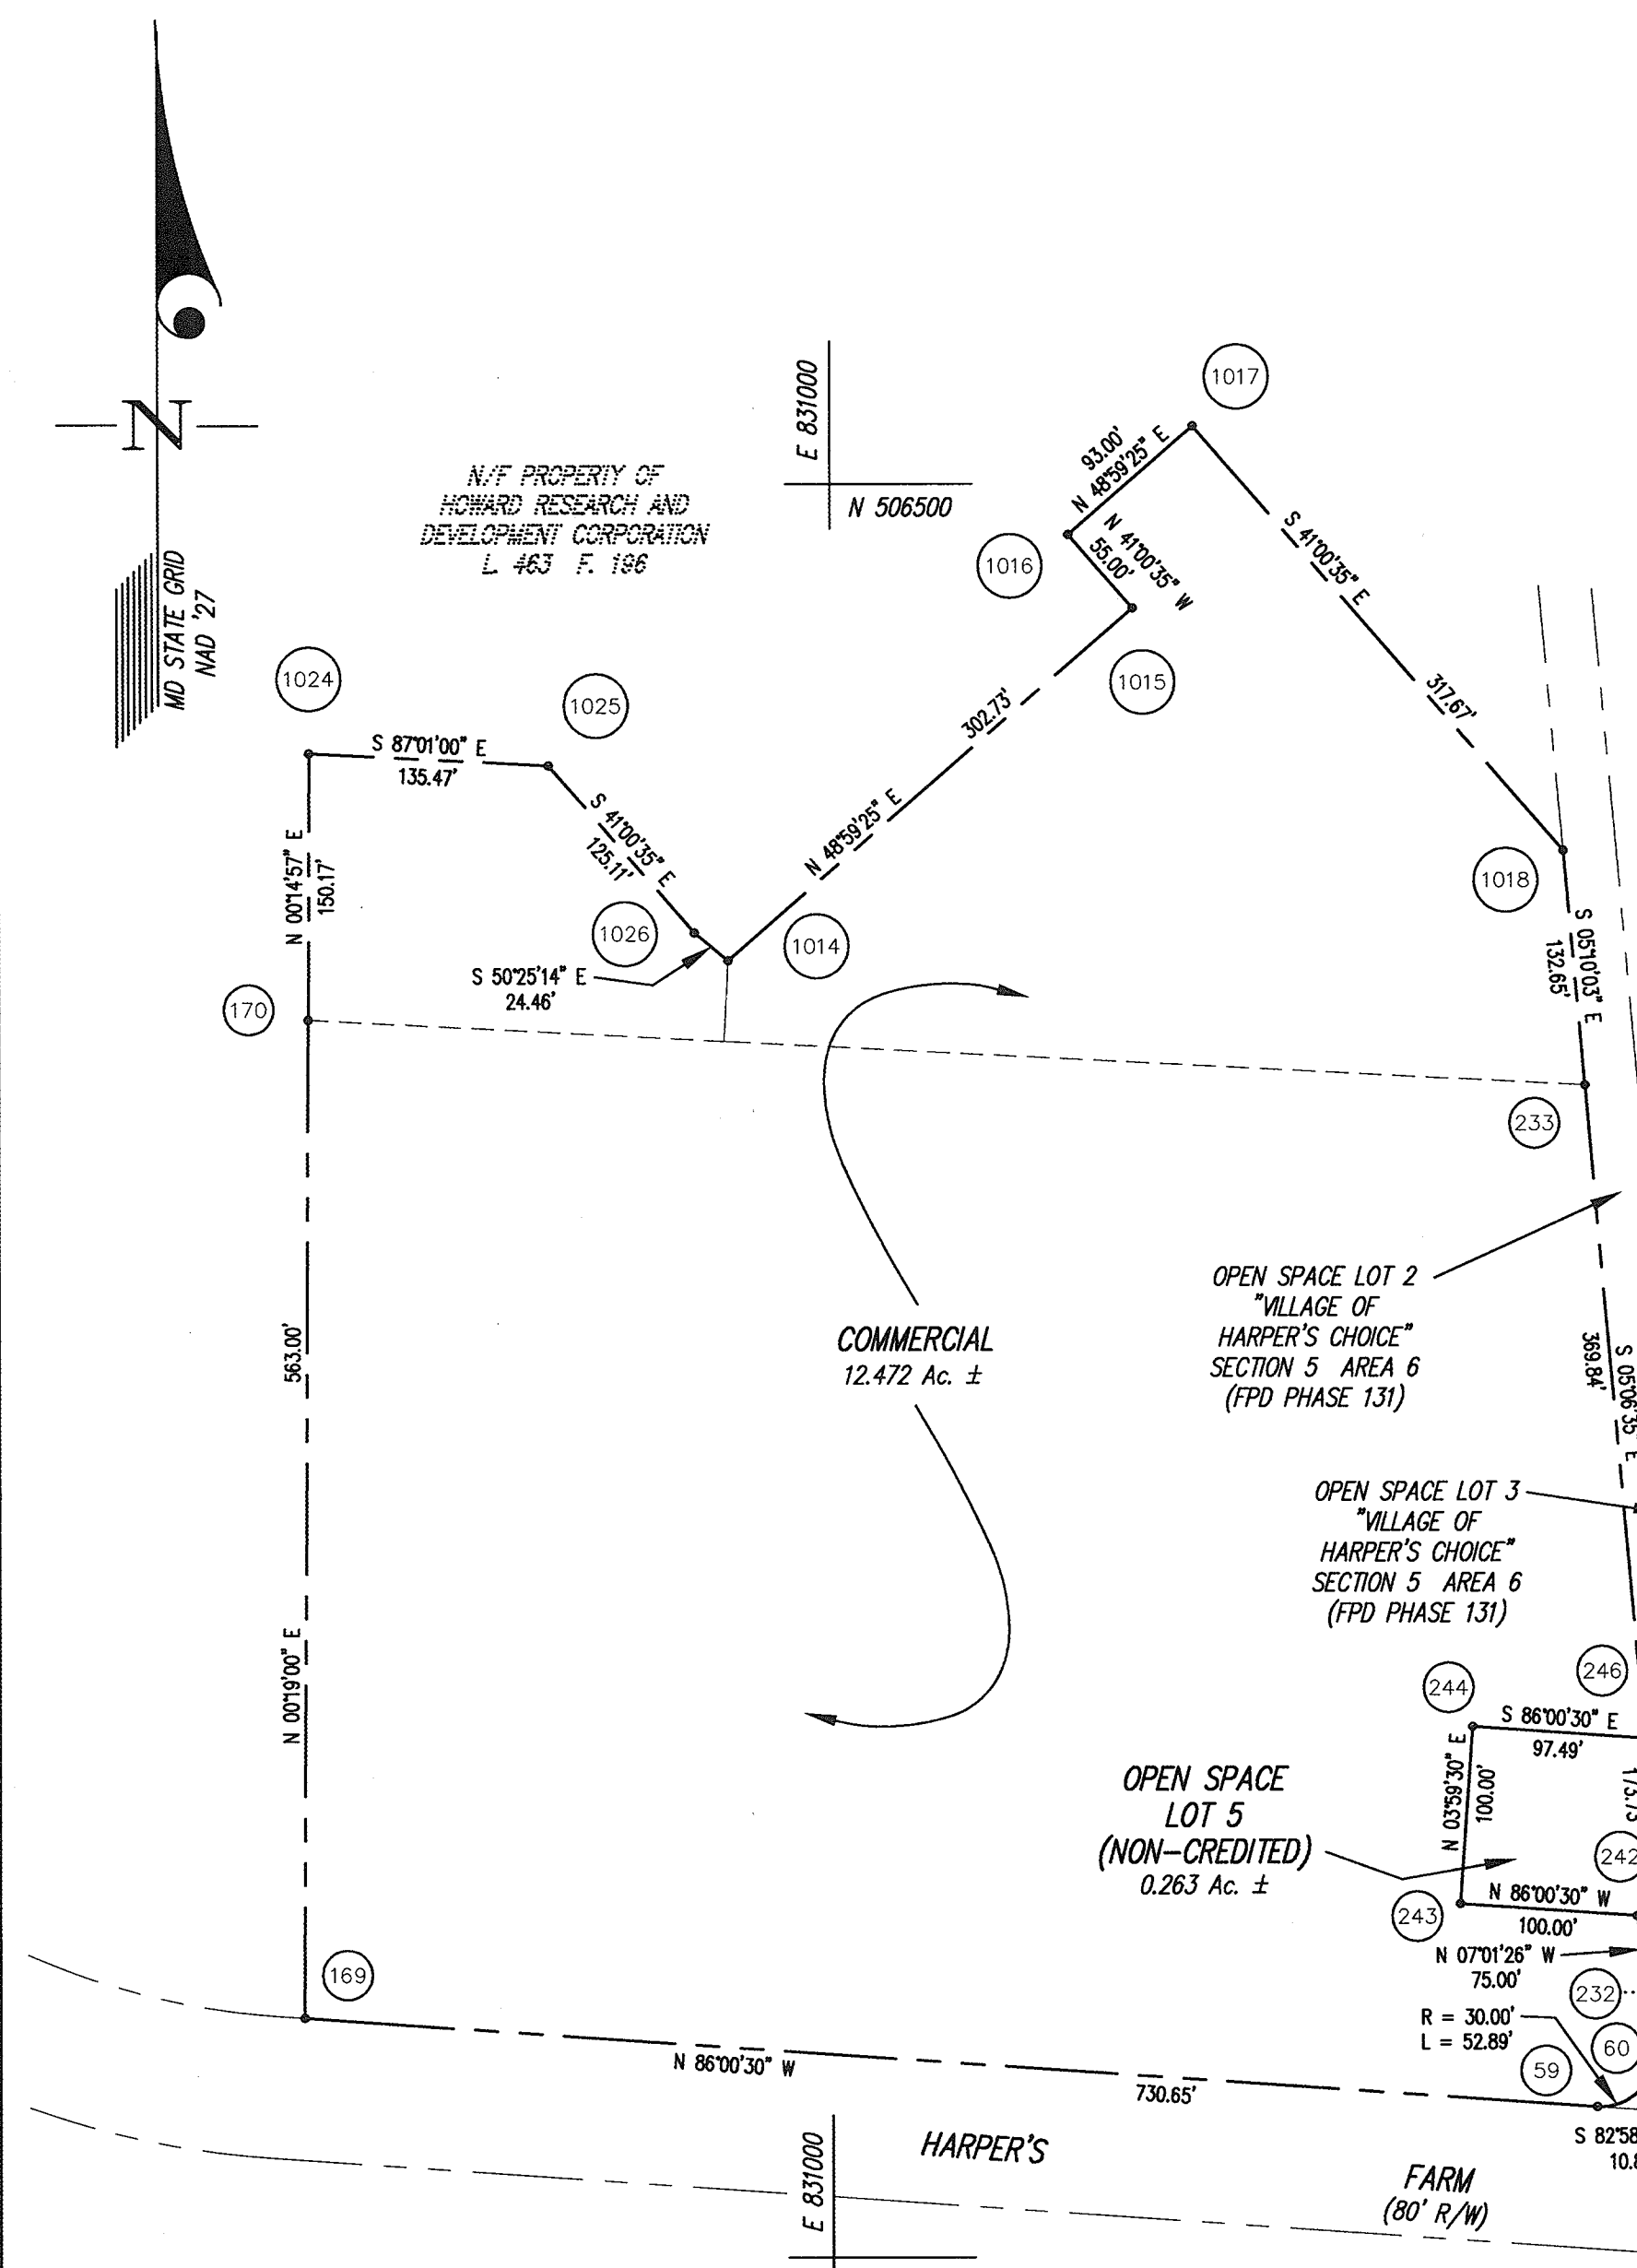 N
MD STATE GRID
NAD '27
N/F PROPERTY OF
HOWARD RESEARCH AND
DEVELOPMENT CORPORATION
L. 463 F. 196
E 831000
N 506500
1017
93.00'
N 48°59'25" E
1016
N 41°00'35" W
55.00'
1015
S 41°00'35" E
317.67'
1024
1025
S 87°01'00" E
135.47'
302.73'
N 48°59'25" E
S 41°00'35" E
125.11'
1026
1014
S 50°25'14" E
24.46'
N 00°14'57" E
150.17'
170
1018
S 05°10'03" E
132.65'
233
563.00'
N 00°19'00" E
COMMERCIAL
12.472 Ac. ±
OPEN SPACE LOT 2
"VILLAGE OF
HARPER'S CHOICE"
SECTION 5 AREA 6
(FPD PHASE 131)
S 05°06'35" E
369.84'
OPEN SPACE LOT 3
"VILLAGE OF
HARPER'S CHOICE"
SECTION 5 AREA 6
(FPD PHASE 131)
246
244
S 86°00'30" E
97.49'
N 03°59'30" E
100.00'
OPEN SPACE
LOT 5
(NON-CREDITED)
0.263 Ac. ±
242
243
N 86°00'30" W
100.00'
N 07°01'26" W
75.00'
232
R = 30.00'
L = 52.89'
60
59
169
N 86°00'30" W
730.65'
S 82°58
10.8
E 831000
HARPER'S
FARM
(80' R/W)